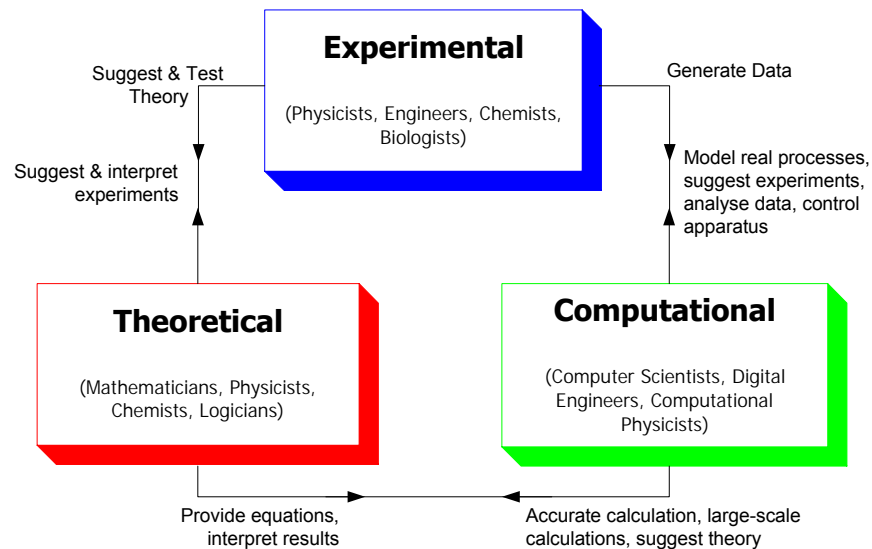 Experimental
(Physicists, Engineers, Chemists,
Biologists)
Suggest & Test
Theory
Generate Data
Suggest & interpret
experiments
Model real processes,
suggest experiments,
analyse data, control
apparatus
Theoretical
(Mathematicians, Physicists,
Chemists, Logicians)
Computational
(Computer Scientists, Digital
Engineers, Computational
Physicists)
Provide equations,
interpret results
Accurate calculation, large-scale
calculations, suggest theory